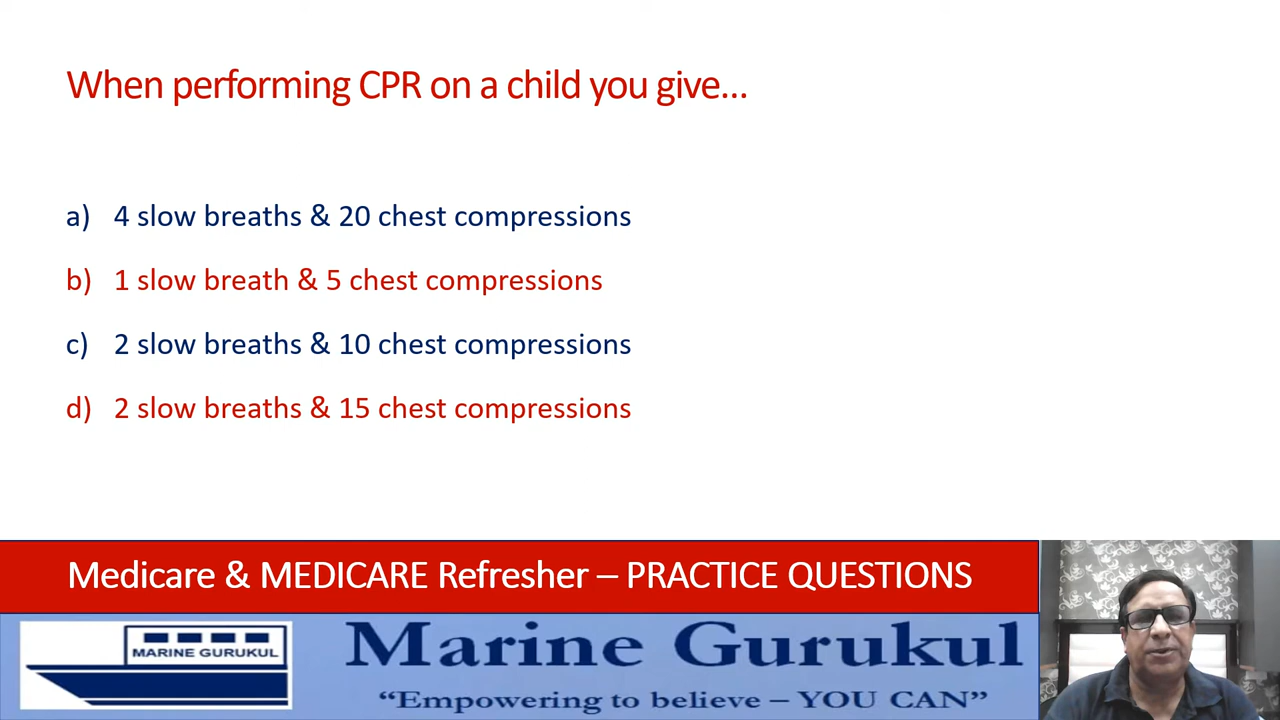 When performing CPR on a child you give...
a) 4 slow breaths & 20 chest compressions
b) 1 slow breath & 5 chest compressions
c) 2 slow breaths & 10 chest compressions
d) 2 slow breaths & 15 chest compressions
Medicare & MEDICARE Refresher – PRACTICE QUESTIONS
MARINE GURUKUL
Marine Gurukul
“Empowering to believe – YOU CAN”